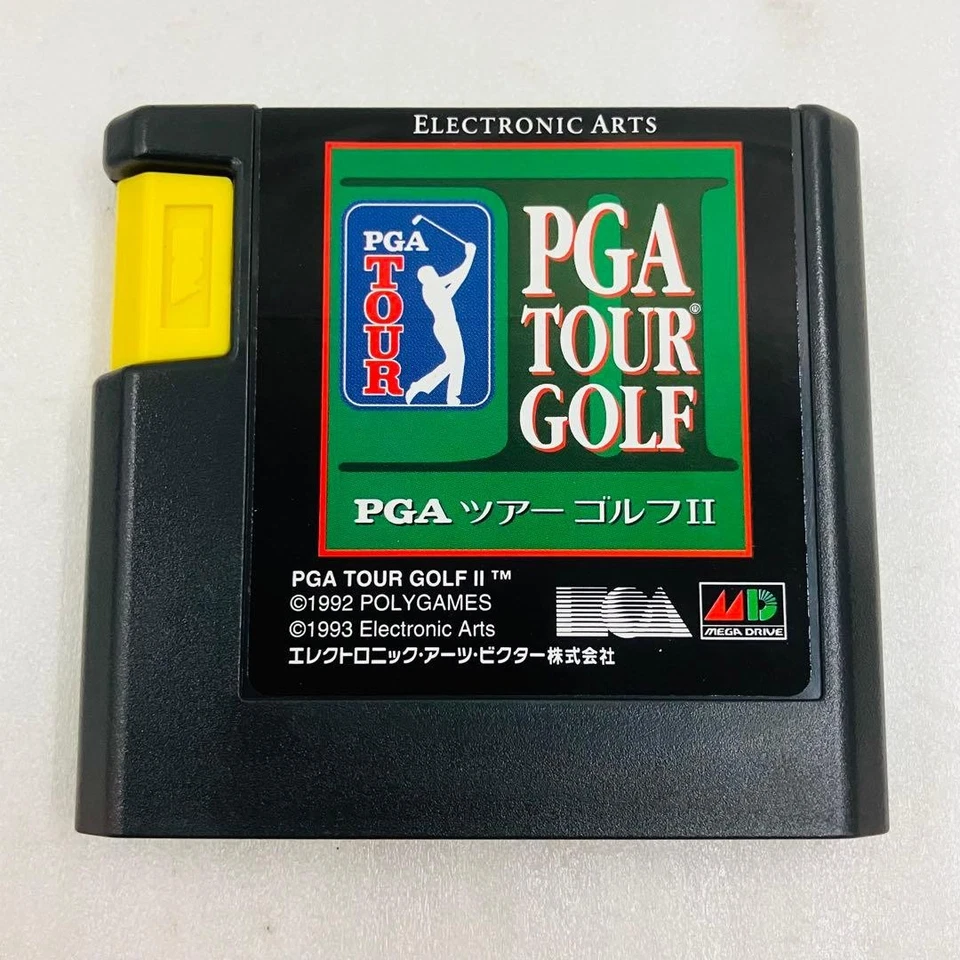 ELECTRONIC ARTS
PGA
TOUR
PGA
TOUR®
GOLF
PGA ツアー ゴルフII
PGA TOUR GOLF II ™
©1992 POLYGAMES
©1993 Electronic Arts
エレクトロニック・アーツ・ビクター株式会社
EA
MD
MEGA DRIVE